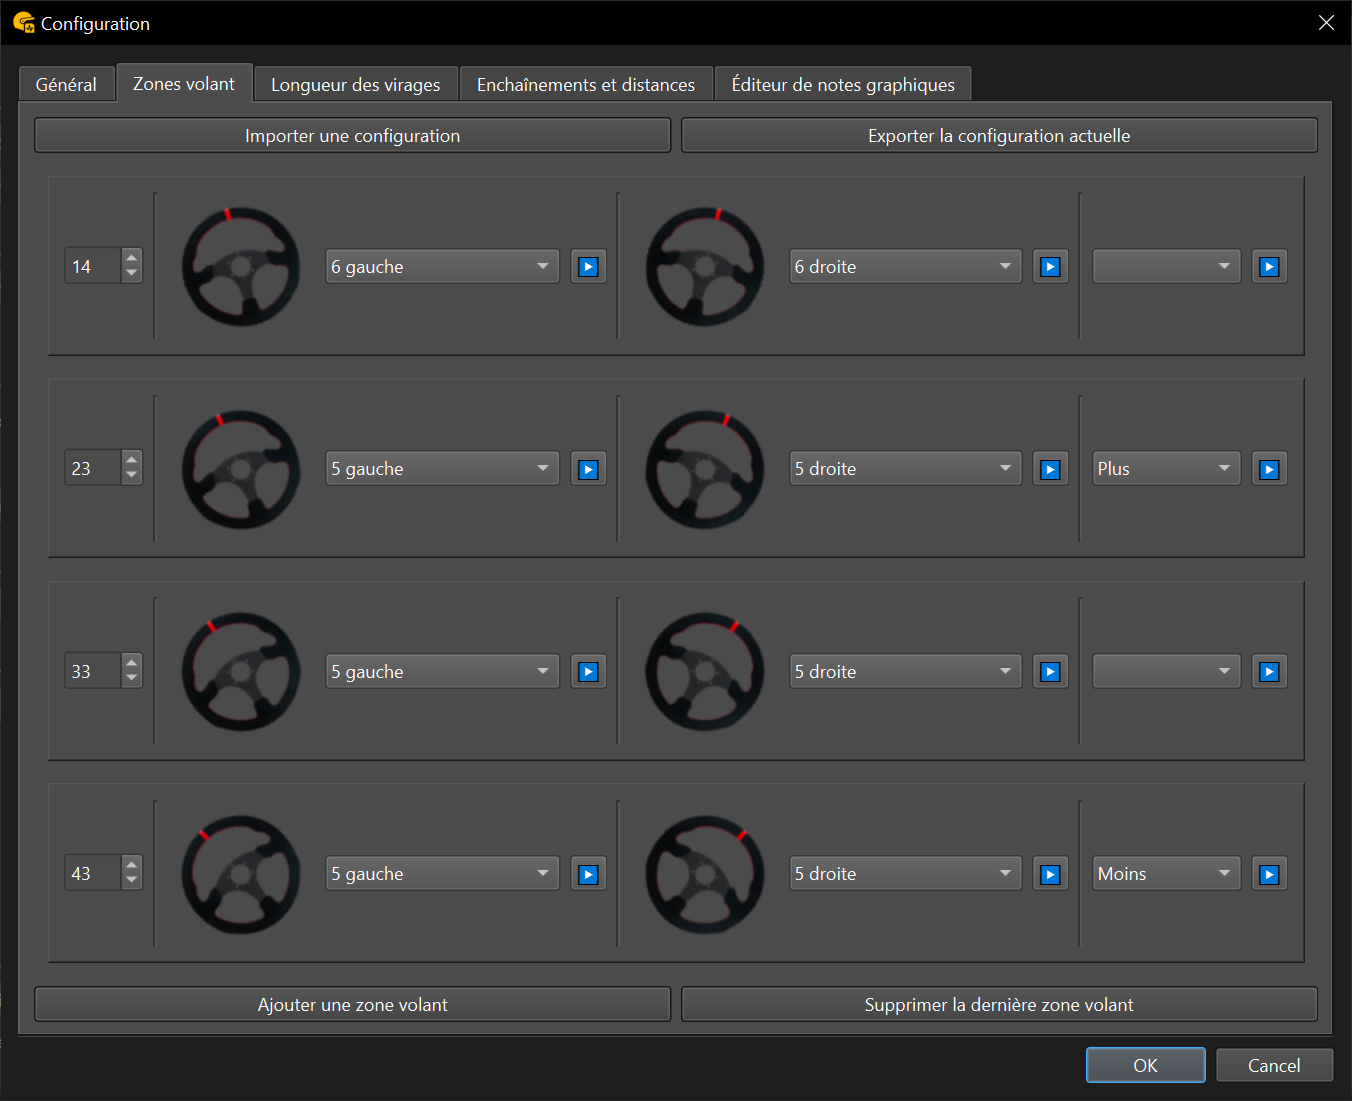 Configuration
Général
Zones volant
Longueur des virages
Enchaînements et distances
Éditeur de notes graphiques
Importer une configuration
Exporter la configuration actuelle
14
6 gauche
6 droite
23
5 gauche
5 droite
Plus
33
5 gauche
5 droite
43
5 gauche
5 droite
Moins
Ajouter une zone volant
Supprimer la dernière zone volant
OK
Cancel